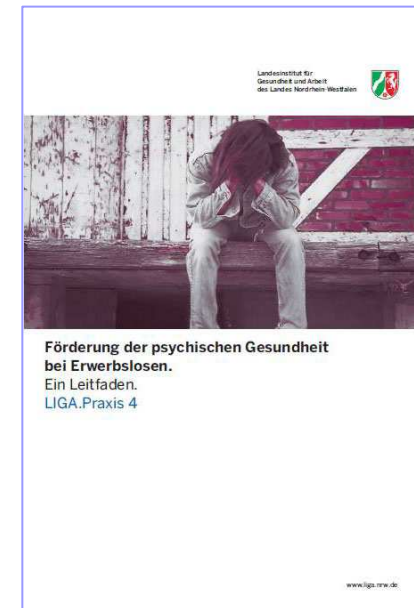 Landesinstitut für
Gesundheit und Arbeit
des Landes Nordrhein-Westfalen
Förderung der psychischen Gesundheit
bei Erwerbslosen.
Ein Leitfaden.
LIGA.Praxis 4
www.liga.nrw.de